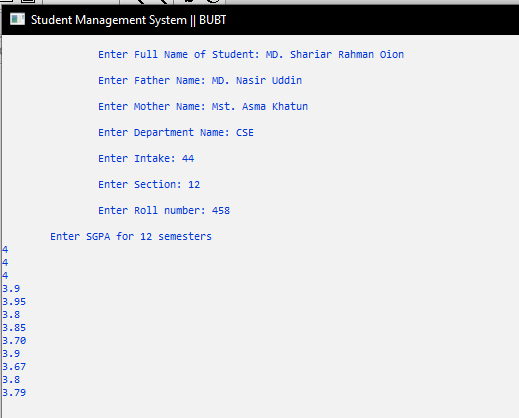 Student Management System || BUBT
Enter Full Name of Student: MD. Shariar Rahman Oion
Enter Father Name: MD. Nasir Uddin
Enter Mother Name: Mst. Asma Khatun
Enter Department Name: CSE
Enter Intake: 44
Enter Section: 12
Enter Roll number: 458
Enter SGPA for 12 semesters
4
4
4
3.9
3.95
3.8
3.85
3.70
3.9
3.67
3.8
3.79